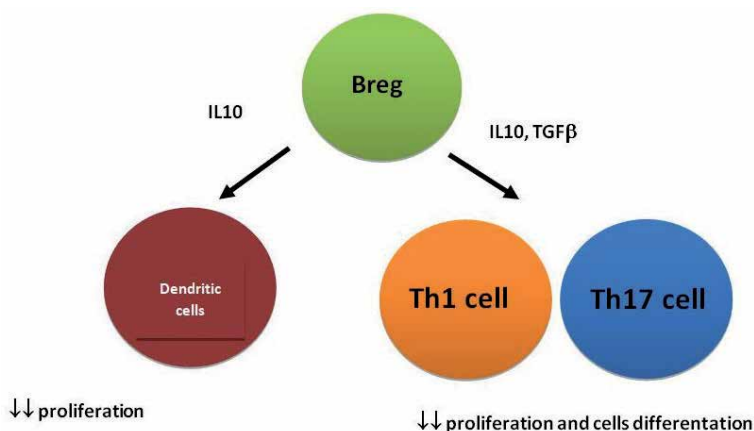 Breg
IL10
IL10, TGFβ
Dendritic
cells
Th1 cell
Th17 cell
↓↓ proliferation
↓↓ proliferation and cells differentation